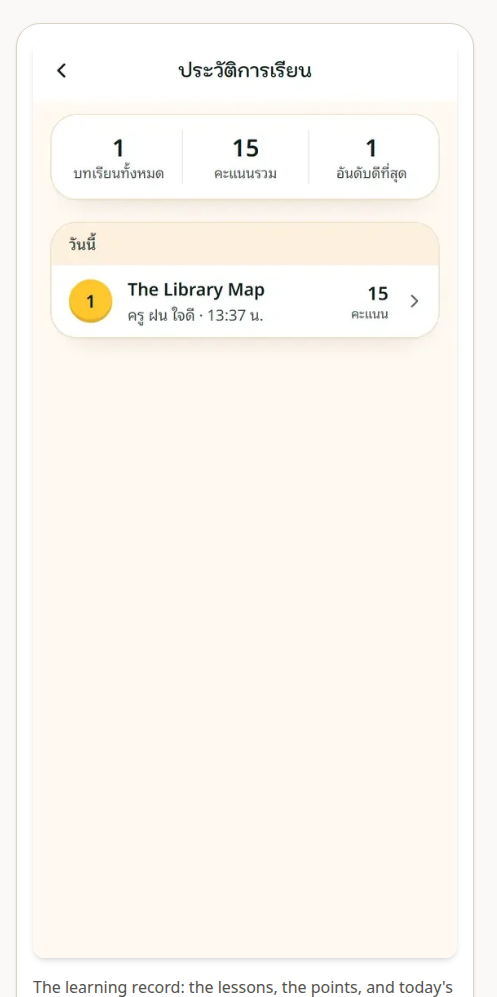 ประวัติการเรียน
1 15 1
บทเรียนทั้งหมด คะแนนรวม อันดับดีที่สุด
วันนี้
1 The Library Map 15
ครู ฝน ใจดี · 13:37 น. คะแนน
The learning record: the lessons, the points, and today's